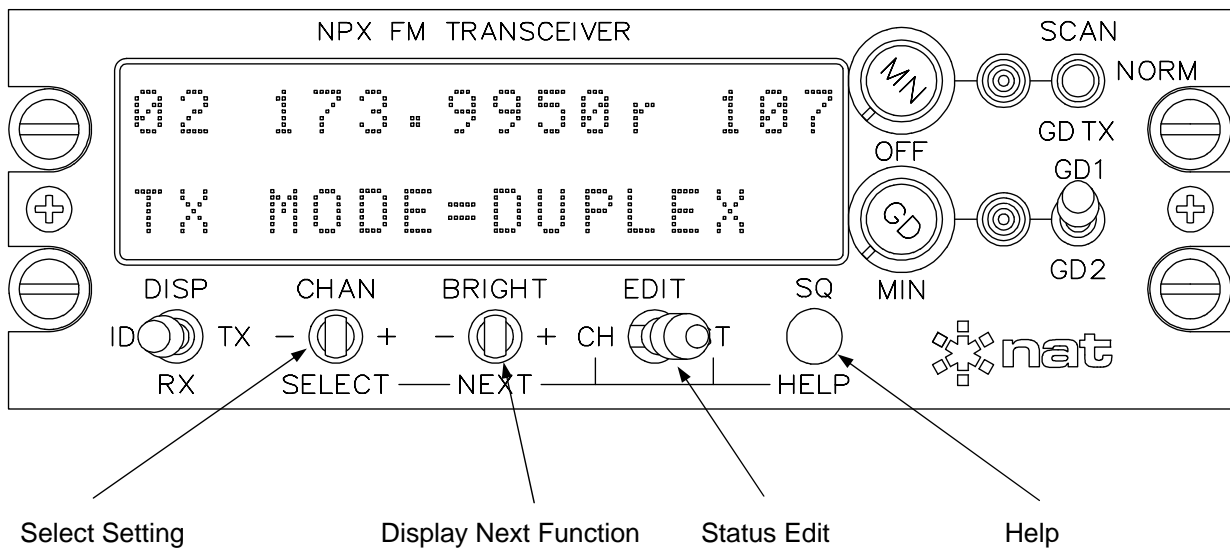 NPX FM TRANSCEIVER
SCAN
02 173.9950r 107
MN
NORM
OFF
GD TX
TX MODE=DUPLEX
GD1
GD
GD2
MIN
DISP CHAN BRIGHT EDIT SQ
ID TX - + - + CH T
RX SELECT NEXT HELP
nat
Select Setting Display Next Function Status Edit Help